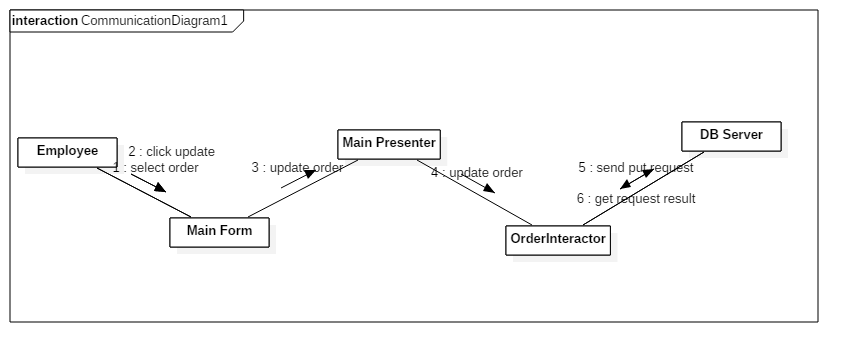 interaction CommunicationDiagram1
Employee
2 : click update
1 : select order
Main Form
3 : update order
Main Presenter
4 : update order
OrderInteractor
5 : send put request
6 : get request result
DB Server